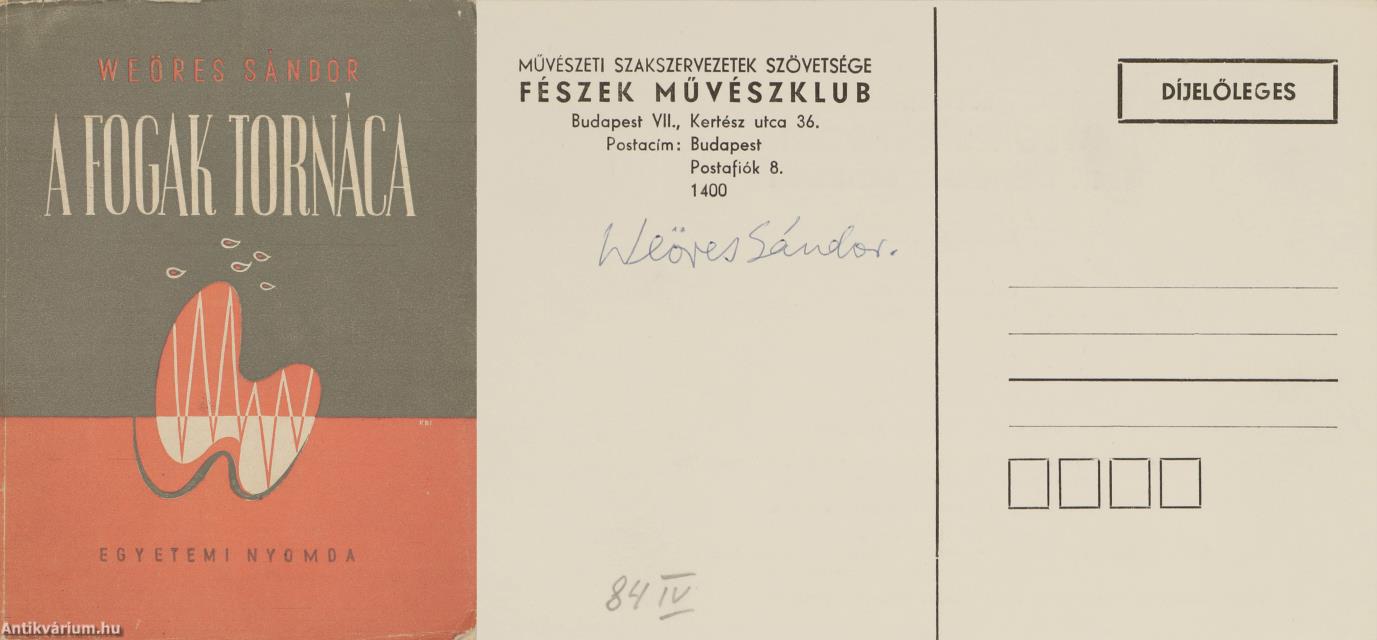 WEÖRES SÁNDOR
A FOGAK TORNÁCA
KBI
EGYETEMI NYOMDA
Antikvárium.hu
MŰVÉSZETI SZAKSZERVEZETEK SZÖVETSÉGE
FÉSZEK MŰVÉSZKLUB
Budapest VII., Kertész utca 36.
Postacím: Budapest
Postafiók 8.
1400
Weöres Sándor.
84 IV
DÍJELŐLEGES